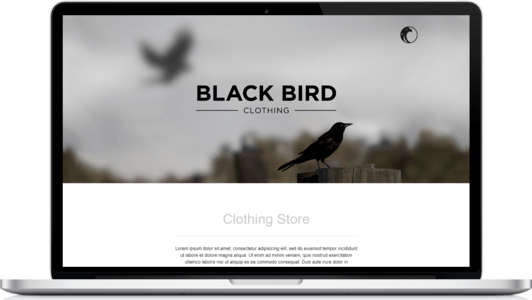 BLACK BIRD
CLOTHING
Clothing Store
Lorem ipsum dolor sit amet, consectetur adipisicing elit, sed do eiusmod tempor incididunt
ut labore et dolore magna aliqua. Ut enim ad minim veniam, quis nostrud exercitation
ullamco laboris nisi ut aliquip ex ea commodo consequat. Duis aute irure dolor in